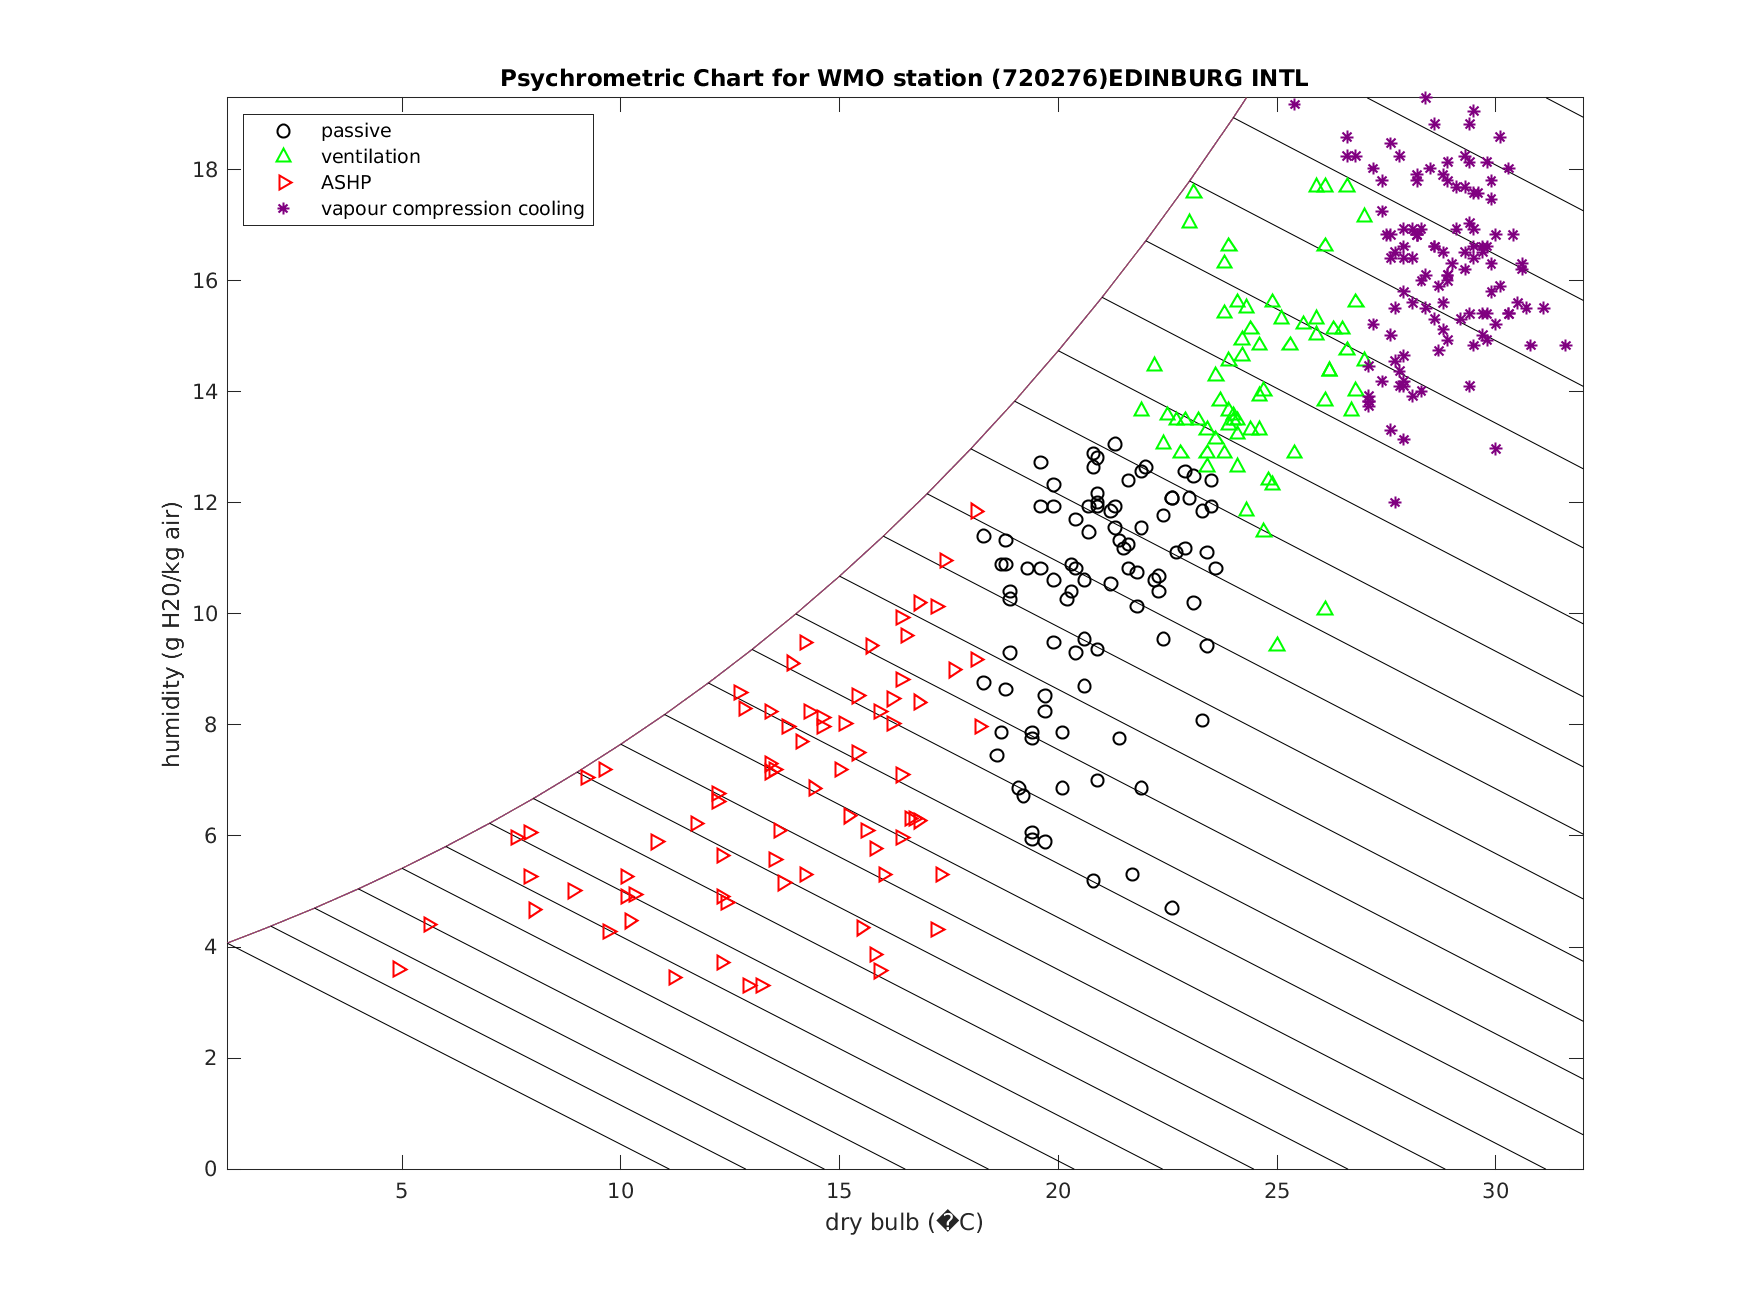 Psychrometric Chart for WMO station (720276)EDINBURG INTL
passive
ventilation
ASHP
vapour compression cooling
humidity (g H20/kg air)
18
16
14
12
10
8
6
4
2
0
5 10 15 20 25 30
dry bulb (�C)